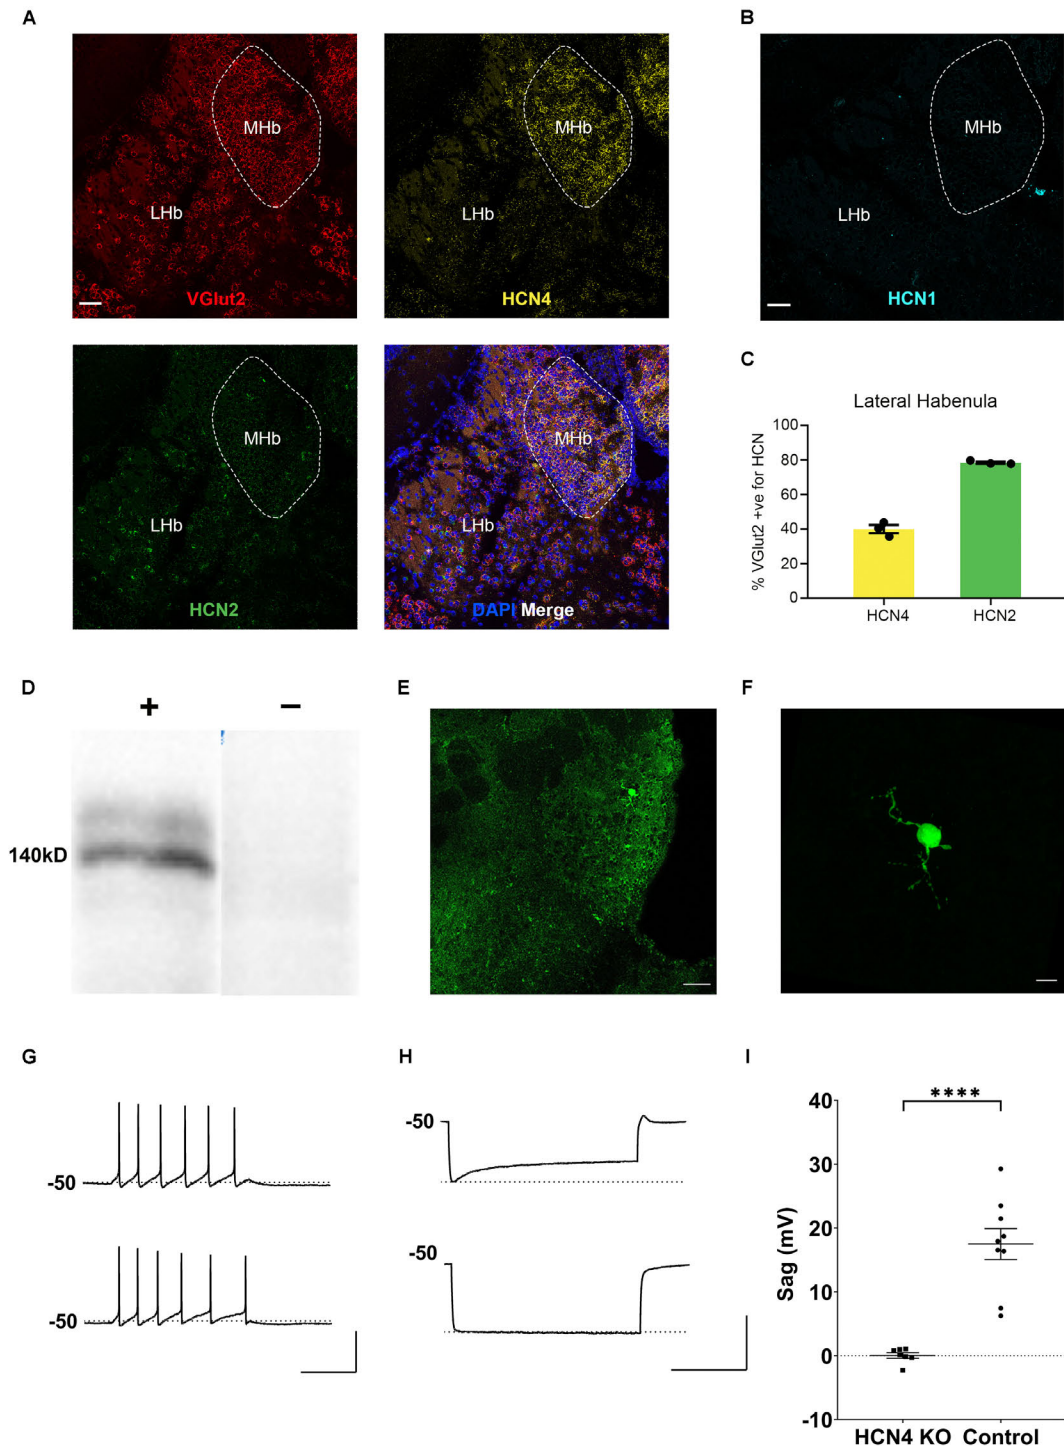 A
MHb
LHb
VGlut2
MHb
LHb
HCN4
MHb
LHb
HCN2
MHb
LHb
DAPI Merge
B
MHb
LHb
HCN1
C
Lateral Habenula
% VGlut2 +ve for HCN
100
80
60
40
20
0
HCN4 HCN2
D
+ −
140kD
E
F
G
-50
-50
H
-50
-50
I
****
Sag (mV)
40
30
20
10
0
-10
HCN4 KO Control